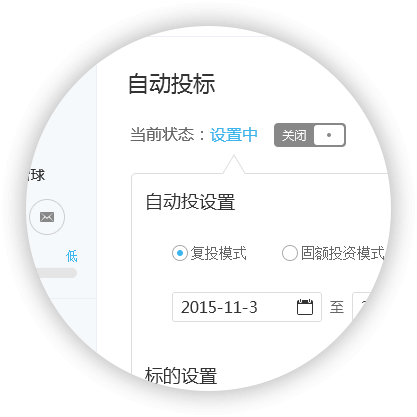 自动投标
当前状态：设置中 关闭
球
自动投设置
低
复投模式 固额投资模式
2015-11-3 至
标的设置